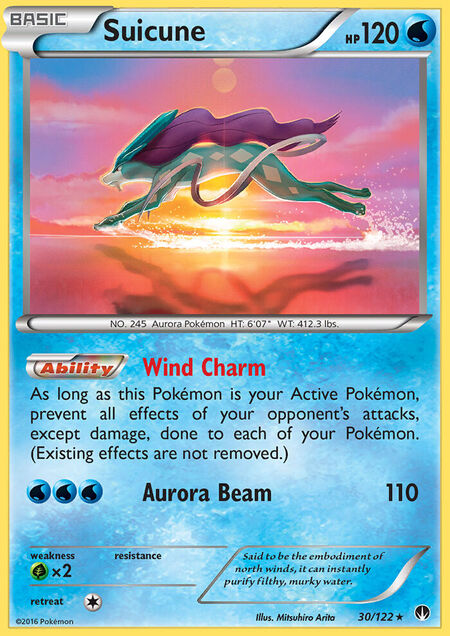 BASIC Suicune HP120
NO. 245 Aurora Pokémon HT: 6'07" WT: 412.3 lbs.
Ability Wind Charm
As long as this Pokémon is your Active Pokémon,
prevent all effects of your opponent's attacks,
except damage, done to each of your Pokémon.
(Existing effects are not removed.)
Aurora Beam 110
weakness resistance
×2
retreat
Said to be the embodiment of
north winds, it can instantly
purify filthy, murky water.
©2016 Pokémon Illus. Mitsuhiro Arita 30/122 ★